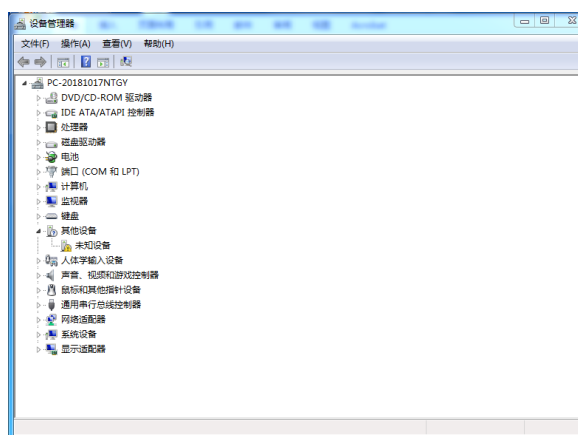 设备管理器
文件(F) 操作(A) 查看(V) 帮助(H)
PC-20181017NTGY
DVD/CD-ROM 驱动器
IDE ATA/ATAPI 控制器
处理器
磁盘驱动器
电池
端口 (COM 和 LPT)
计算机
监视器
键盘
其他设备
未知设备
人体学输入设备
声音、视频和游戏控制器
鼠标和其他指针设备
通用串行总线控制器
网络适配器
系统设备
显示适配器